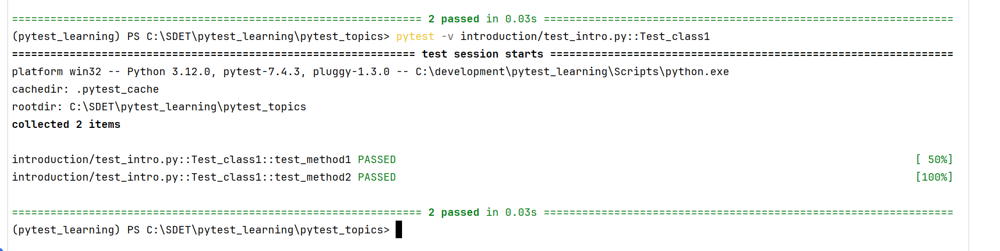 ================================================================ 2 passed in 0.03s ================================================================
(pytest_learning) PS C:\SDET\pytest_learning\pytest_topics> pytest -v introduction/test_intro.py::Test_class1
=============================================================== test session starts ===============================================================
platform win32 -- Python 3.12.0, pytest-7.4.3, pluggy-1.3.0 -- C:\development\pytest_learning\Scripts\python.exe
cachedir: .pytest_cache
rootdir: C:\SDET\pytest_learning\pytest_topics
collected 2 items
introduction/test_intro.py::Test_class1::test_method1 PASSED [ 50%]
introduction/test_intro.py::Test_class1::test_method2 PASSED [100%]
================================================================ 2 passed in 0.03s ================================================================
(pytest_learning) PS C:\SDET\pytest_learning\pytest_topics>